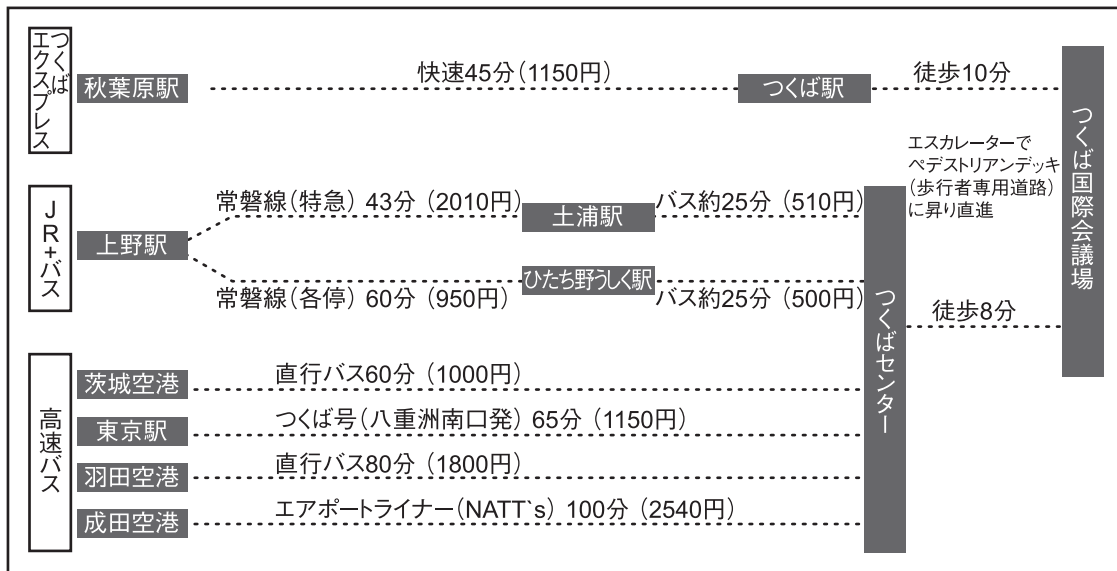 つくば
エクスプレス
秋葉原駅
快速45分（1150円）
つくば駅
徒歩10分
つくば国際会議場
エスカレーターで
ペデストリアンデッキ
（歩行者専用道路）
に昇り直進
JR+バス
上野駅
常磐線（特急）43分（2010円）
土浦駅
バス約25分（510円）
常磐線（各停）60分（950円）
ひたち野うしく駅
バス約25分（500円）
つくばセンター
徒歩8分
高速バス
茨城空港
直行バス60分（1000円）
東京駅
つくば号（八重洲南口発）65分（1150円）
羽田空港
直行バス80分（1800円）
成田空港
エアポートライナー（NATT`s）100分（2540円）